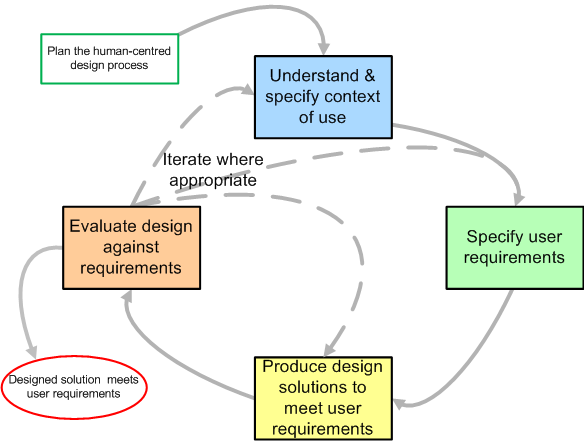 Plan the human-centred
design process
Understand &
specify context
of use
Iterate where
appropriate
Evaluate design
against
requirements
Specify user
requirements
Designed solution meets
user requirements
Produce design
solutions to
meet user
requirements